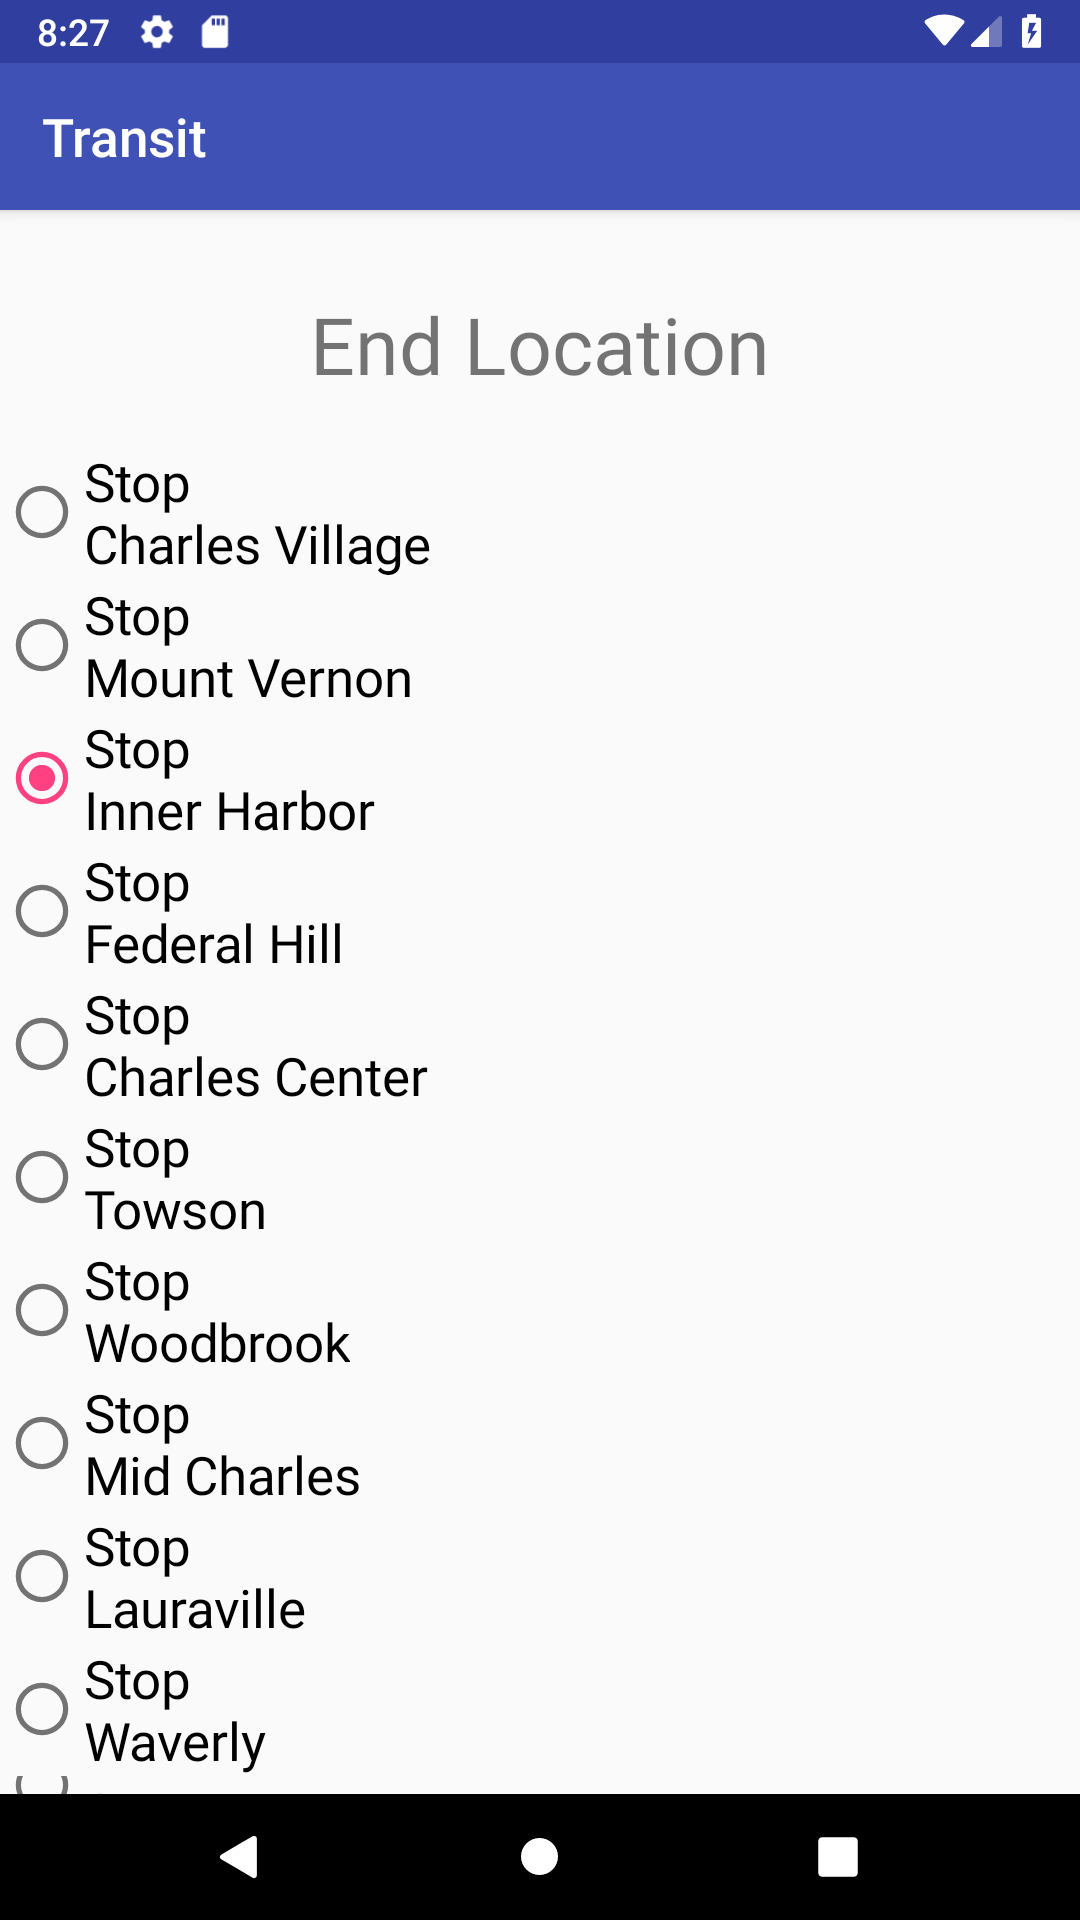 8:27
Transit
End Location
Stop
Charles Village
Stop
Mount Vernon
Stop
Inner Harbor
Stop
Federal Hill
Stop
Charles Center
Stop
Towson
Stop
Woodbrook
Stop
Mid Charles
Stop
Lauraville
Stop
Waverly